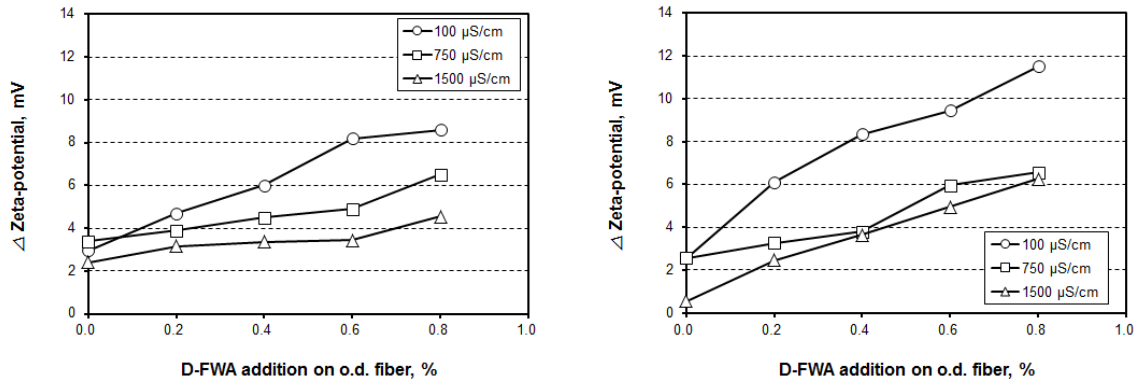 14
12
10
8
6
4
2
0
△ Zeta-potential, mV
100 µS/cm
750 µS/cm
1500 µS/cm
0.0 0.2 0.4 0.6 0.8 1.0
D-FWA addition on o.d. fiber, %
14
12
10
8
6
4
2
0
△ Zeta-potential, mV
100 µS/cm
750 µS/cm
1500 µS/cm
0.0 0.2 0.4 0.6 0.8 1.0
D-FWA addition on o.d. fiber, %